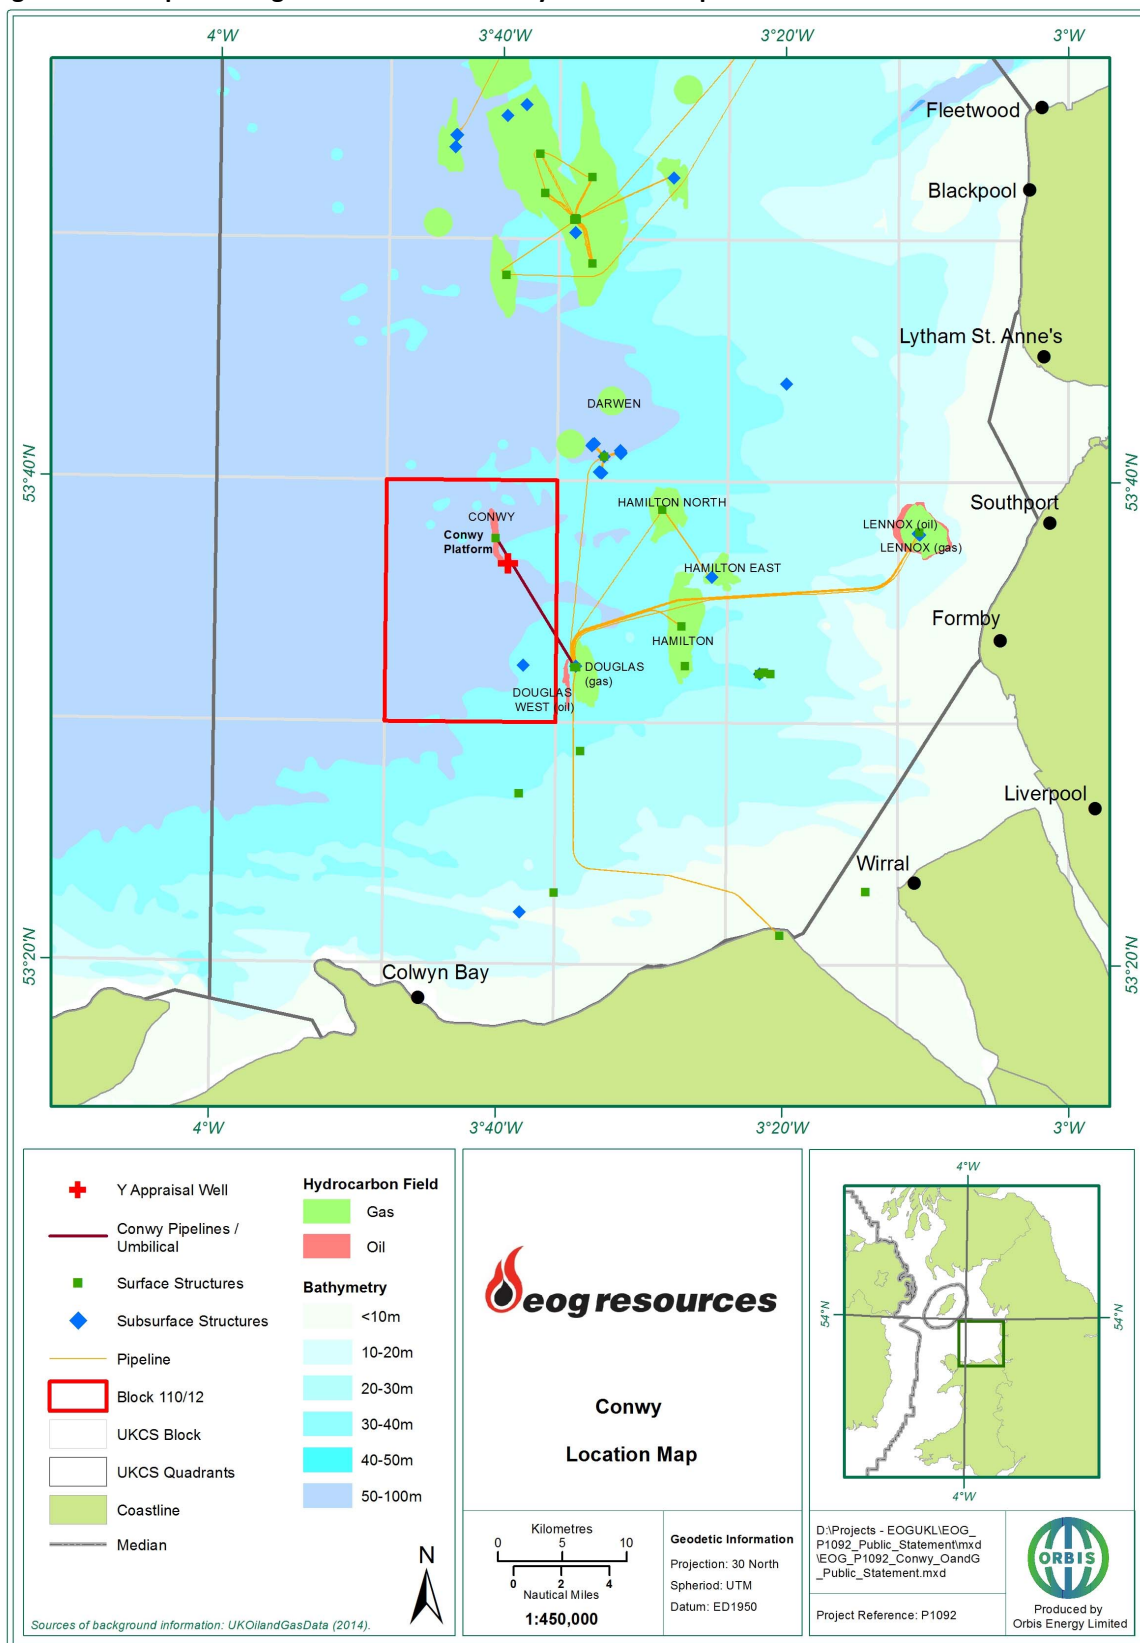 4°W
3°40'W
3°20'W
3°W
Fleetwood
Blackpool
Lytham St. Anne's
DARWEN
53°40'N
53°40'N
HAMILTON NORTH
Southport
CONWY
LENNOX (oil)
Conwy
Platform
LENNOX (gas)
HAMILTON EAST
Formby
HAMILTON
DOUGLAS
(gas)
DOUGLAS
WEST (oil)
Liverpool
Wirral
53°20'N
53°20'N
Colwyn Bay
4°W
3°40'W
3°20'W
3°W
Y Appraisal Well
Conwy Pipelines /
Umbilical
Surface Structures
Subsurface Structures
Pipeline
Block 110/12
UKCS Block
UKCS Quadrants
Coastline
Median
Hydrocarbon Field
Gas
Oil
Bathymetry
<10m
10-20m
20-30m
30-40m
40-50m
50-100m
N
Sources of background information: UKOilandGasData (2014).
eog resources
Conwy
Location Map
Kilometres
0 5 10
0 2 4
Nautical Miles
1:450,000
Geodetic Information
Projection: 30 North
Spheriod: UTM
Datum: ED1950
4°W
54°N
54°N
4°W
D:\Projects - EOGUKL\EOG_
P1092_Public_Statement\mxd
\EOG_P1092_Conwy_OandG
_Public_Statement.mxd
Project Reference: P1092
ORBIS
Produced by
Orbis Energy Limited